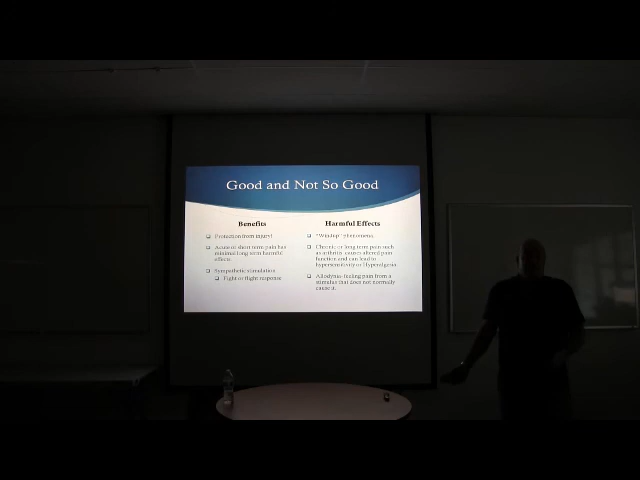 Good and Not So Good
Benefits
Protection from injury!
Acute or short term pain has
minimal long term harmful
effects.
Sympathetic stimulation
Fight or flight response
Harmful Effects
"Windup" phenomena.
Chronic or long term pain such
as arthritis causes altered pain
function and can lead to
hypersensitivity or Hyperalgesia
Allodynia-feeling pain from a
stimulus that does not normally
cause it.